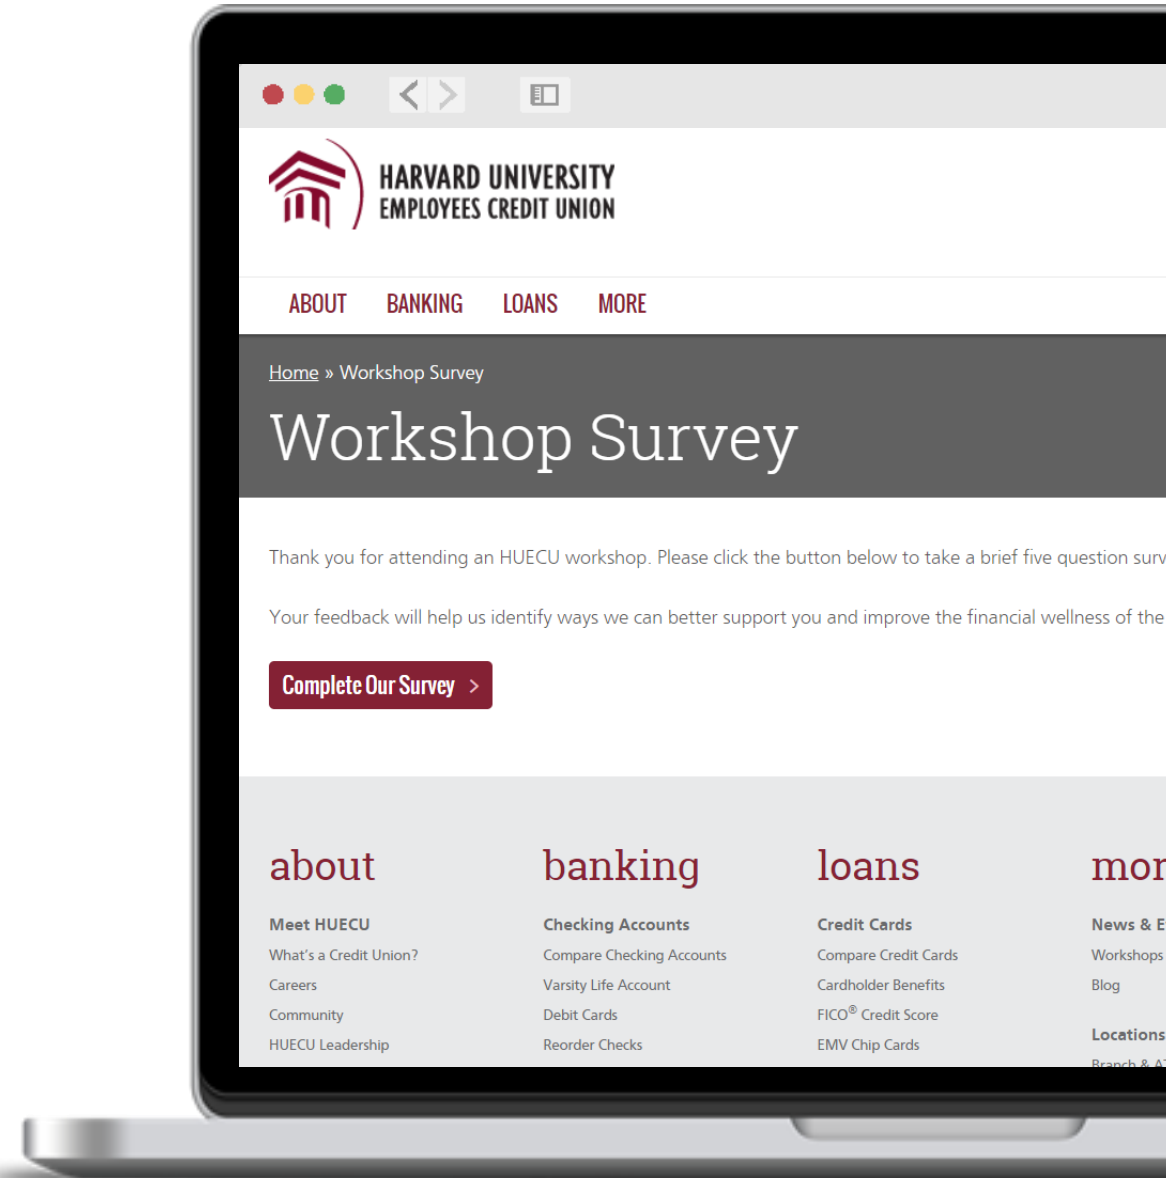 HARVARD UNIVERSITY
EMPLOYEES CREDIT UNION
ABOUT BANKING LOANS MORE
Home » Workshop Survey
Workshop Survey
Thank you for attending an HUECU workshop. Please click the button below to take a brief five question surv
Your feedback will help us identify ways we can better support you and improve the financial wellness of the
Complete Our Survey >
about
Meet HUECU
What's a Credit Union?
Careers
Community
HUECU Leadership
banking
Checking Accounts
Compare Checking Accounts
Varsity Life Account
Debit Cards
Reorder Checks
loans
Credit Cards
Compare Credit Cards
Cardholder Benefits
FICO® Credit Score
EMV Chip Cards
mor
News & E
Workshops
Blog
Locations
Branch & A